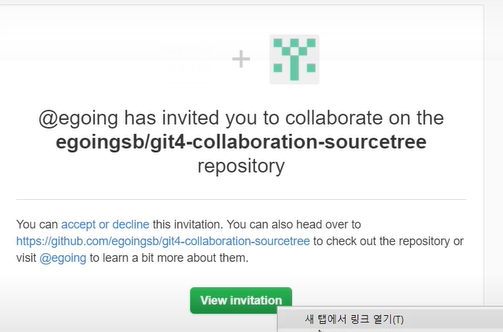 @egoing has invited you to collaborate on the
egoingsb/git4-collaboration-sourcetree
repository
You can accept or decline this invitation. You can also head over to
https://github.com/egoingsb/git4-collaboration-sourcetree to check out the repository or
visit @egoing to learn a bit more about them.
View invitation
새 탭에서 링크 열기(T)